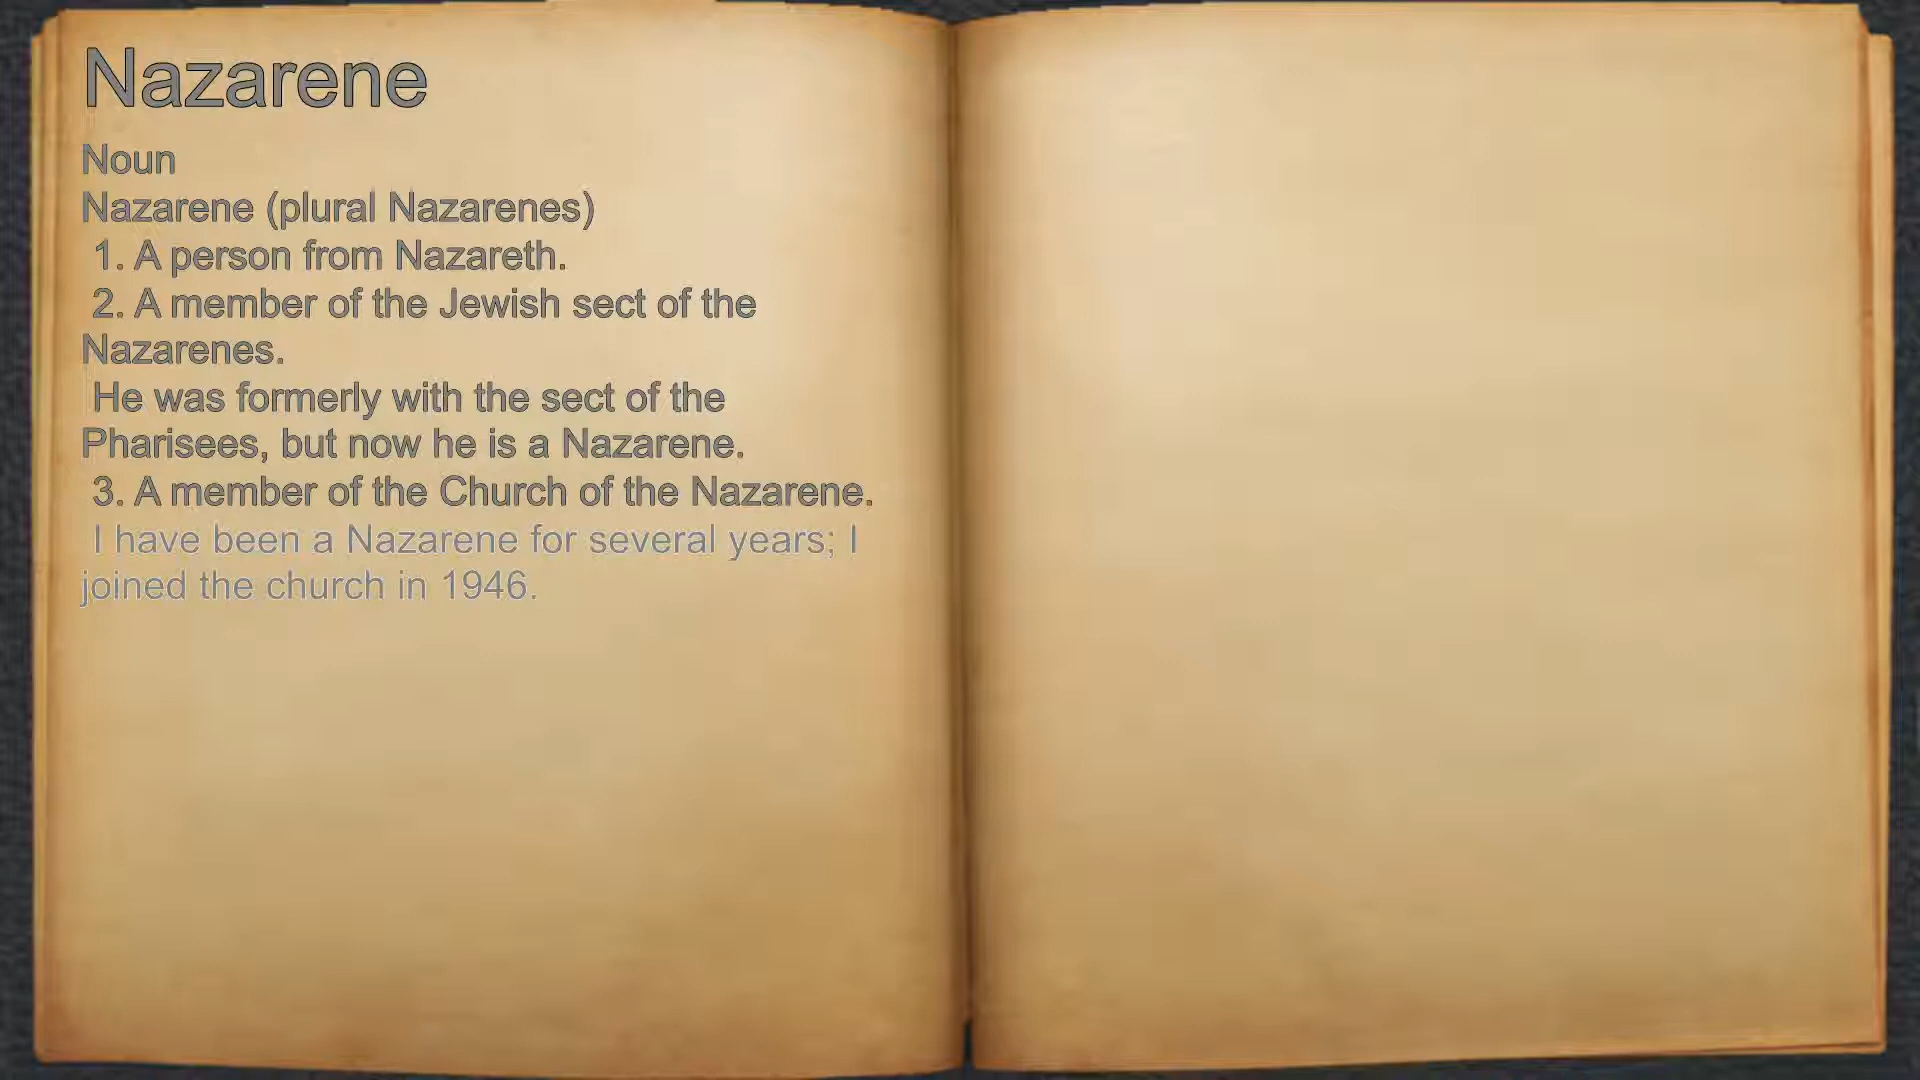 Nazarene
Noun
Nazarene (plural Nazarenes)
1. A person from Nazareth.
2. A member of the Jewish sect of the
Nazarenes.
He was formerly with the sect of the
Pharisees, but now he is a Nazarene.
3. A member of the Church of the Nazarene.
I have been a Nazarene for several years; I
joined the church in 1946.